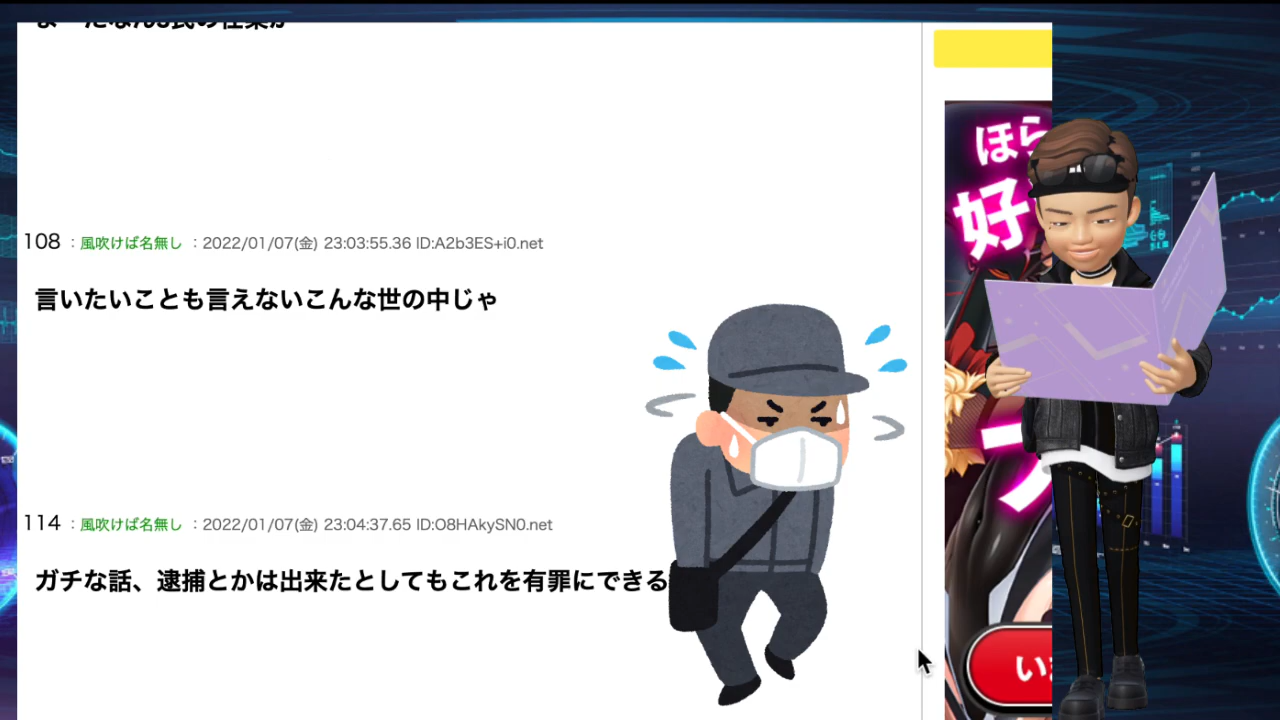 108 ：風吹けば名無し ：2022/01/07(金) 23:03:55.36 ID:A2b3ES+i0.net
言いたいことも言えないこんな世の中じゃ
114 ：風吹けば名無し ：2022/01/07(金) 23:04:37.65 ID:O8HAkySN0.net
ガチな話、逮捕とかは出来たとしてもこれを有罪にできる
ほら
好
い